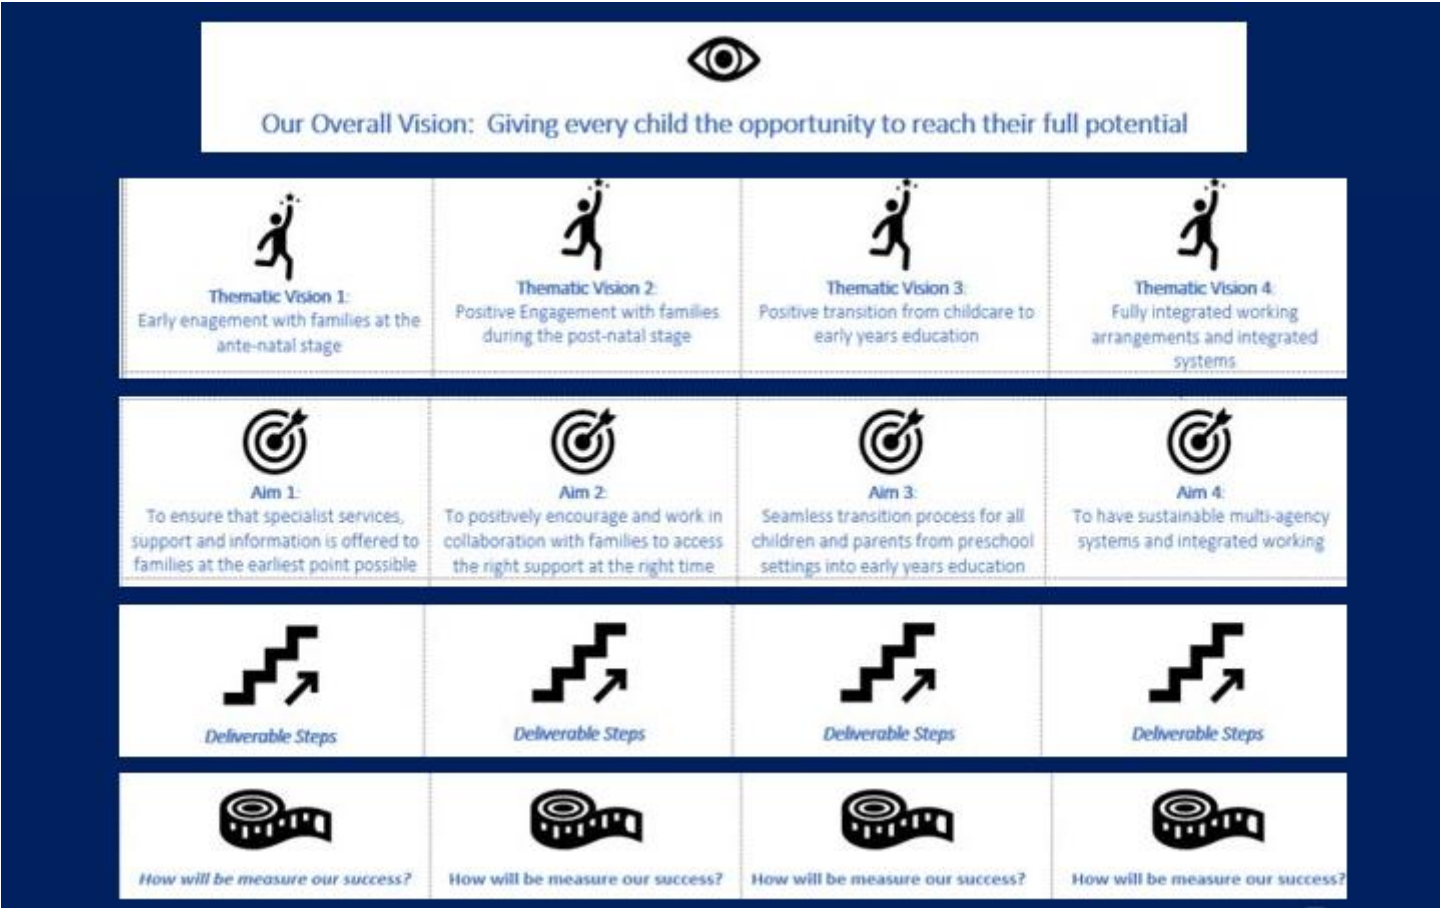 Our Overall Vision:  Giving every child the opportunity to reach their full potential
Thematic Vision 1:
Early enagement with families at the
ante-natal stage
Thematic Vision 2:
Positive Engagement with families
during the post-natal stage
Thematic Vision 3:
Positive transition from childcare to
early years education
Thematic Vision 4:
Fully integrated working
arrangements and integrated
systems
Aim 1:
To ensure that specialist services,
support and information is offered to
families at the earliest point possible
Aim 2:
To positively encourage and work in
collaboration with families to access
the right support at the right time
Aim 3:
Seamless transition process for all
children and parents from preschool
settings into early years education
Aim 4:
To have sustainable multi-agency
systems and integrated working
Deliverable Steps
Deliverable Steps
Deliverable Steps
Deliverable Steps
How will be measure our success?
How will be measure our success?
How will be measure our success?
How will be measure our success?